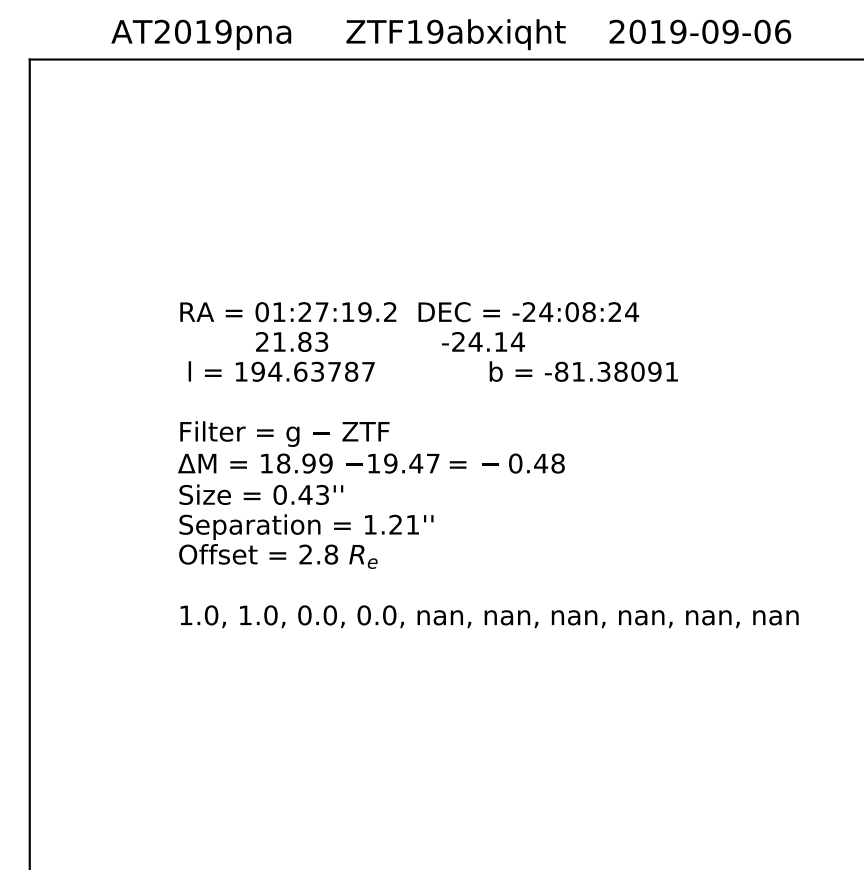 AT2019pna ZTF19abxiqht 2019-09-06
RA = 01:27:19.2 DEC = -24:08:24
21.83 -24.14
l = 194.63787 b = -81.38091
Filter = g − ZTF
ΔM = 18.99 −19.47 = − 0.48
Size = 0.43''
Separation = 1.21''
Offset = 2.8 Re
1.0, 1.0, 0.0, 0.0, nan, nan, nan, nan, nan, nan